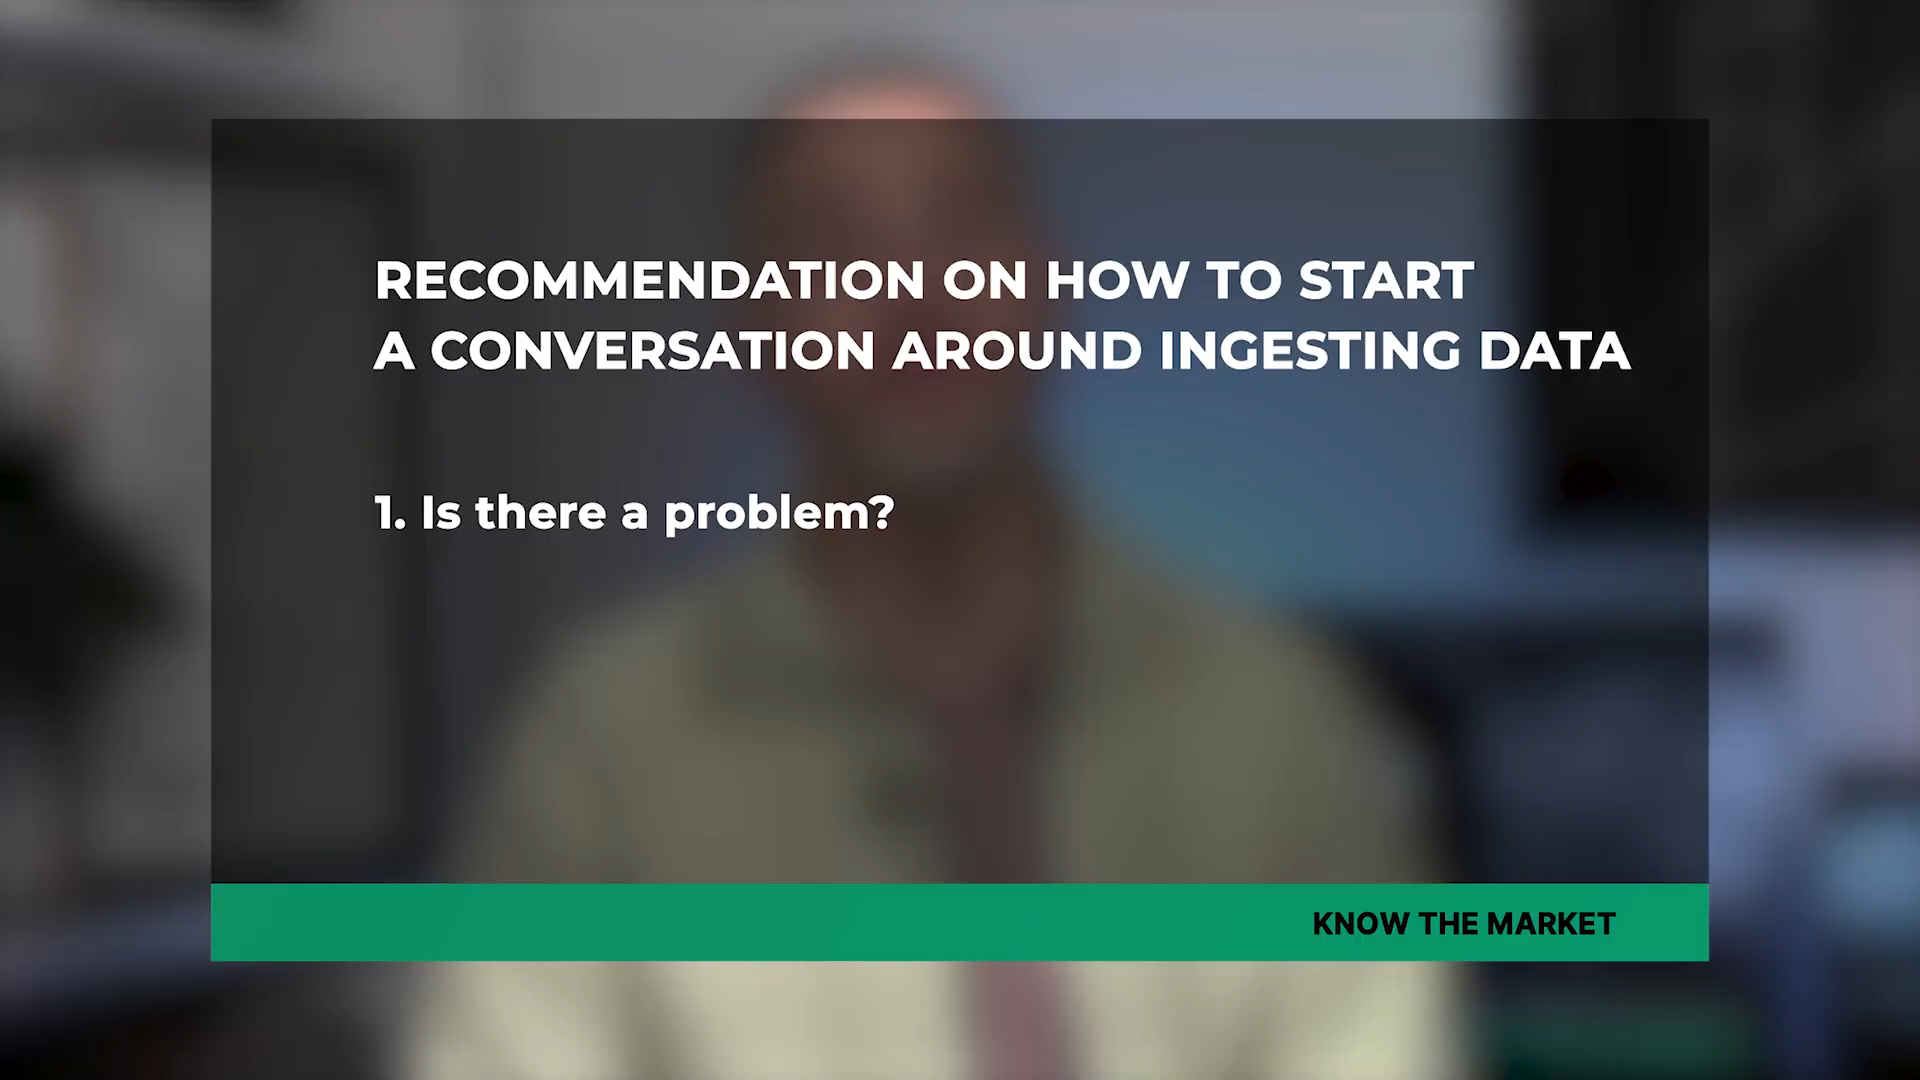 RECOMMENDATION ON HOW TO START
A CONVERSATION AROUND INGESTING DATA
1. Is there a problem?
KNOW THE MARKET